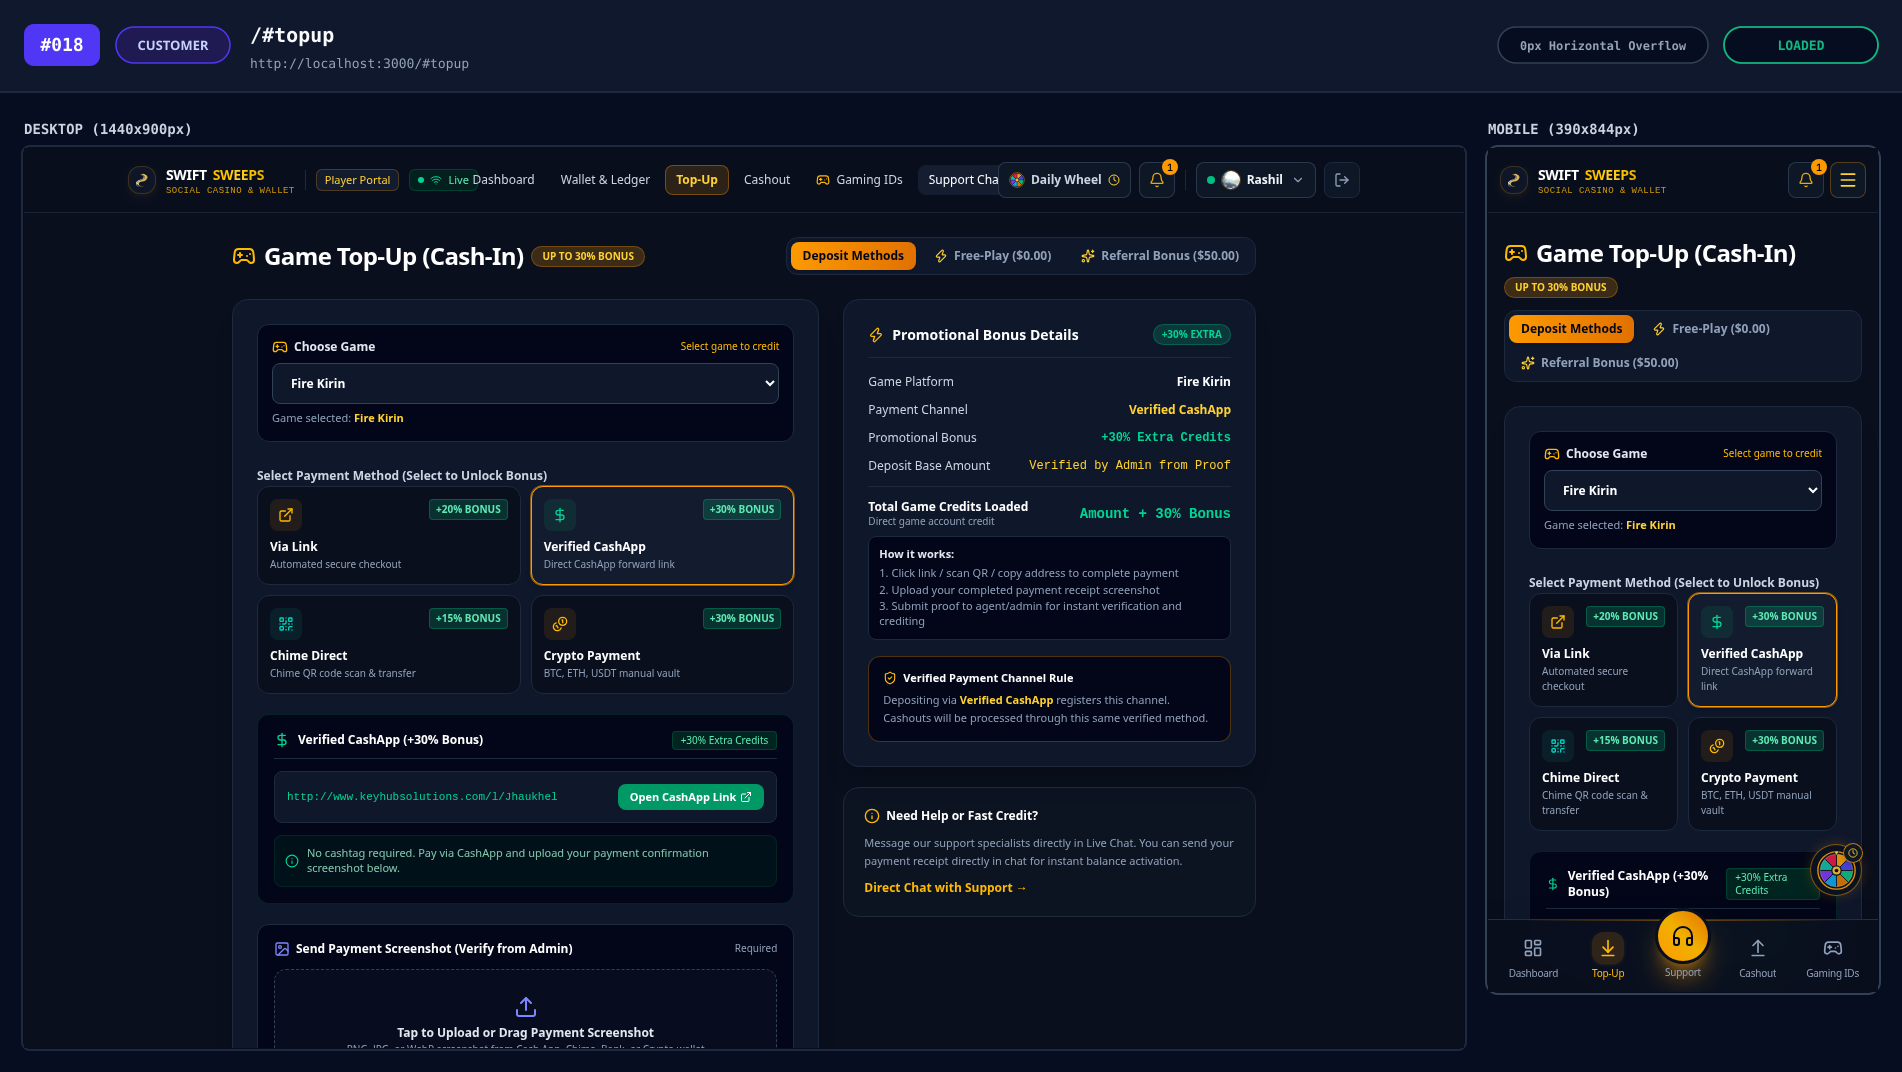 #018
CUSTOMER
/#topup
http://localhost:3000/#topup
0px Horizontal Overflow
LOADED
DESKTOP (1440x900px)
SWIFT SWEEPS
SOCIAL CASINO & WALLET
Player Portal
Live
Dashboard
Wallet & Ledger
Top-Up
Cashout
Gaming IDs
Support Cha
Daily Wheel
1
Rashil
Game Top-Up (Cash-In)
UP TO 30% BONUS
Deposit Methods
Free-Play ($0.00)
Referral Bonus ($50.00)
Choose Game
Select game to credit
Fire Kirin
Game selected: Fire Kirin
Select Payment Method (Select to Unlock Bonus)
+20% BONUS
Via Link
Automated secure checkout
+30% BONUS
Verified CashApp
Direct CashApp forward link
+15% BONUS
Chime Direct
Chime QR code scan & transfer
+30% BONUS
Crypto Payment
BTC, ETH, USDT manual vault
Verified CashApp (+30% Bonus)
+30% Extra Credits
http://www.keyhubsolutions.com/l/Jhaukhel
Open CashApp Link
No cashtag required. Pay via CashApp and upload your payment confirmation
screenshot below.
Send Payment Screenshot (Verify from Admin)
Required
Tap to Upload or Drag Payment Screenshot
PNG, JPG, or WebP screenshot from Cash App, Chime, Bank, or Crypto wallet
Promotional Bonus Details
+30% EXTRA
Game Platform
Fire Kirin
Payment Channel
Verified CashApp
Promotional Bonus
+30% Extra Credits
Deposit Base Amount
Verified by Admin from Proof
Total Game Credits Loaded
Direct game account credit
Amount + 30% Bonus
How it works:
1. Click link / scan QR / copy address to complete payment
2. Upload your completed payment receipt screenshot
3. Submit proof to agent/admin for instant verification and
crediting
Verified Payment Channel Rule
Depositing via Verified CashApp registers this channel.
Cashouts will be processed through this same verified method.
Need Help or Fast Credit?
Message our support specialists directly in Live Chat. You can send your
payment receipt directly in chat for instant balance activation.
Direct Chat with Support →
MOBILE (390x844px)
SWIFT SWEEPS
SOCIAL CASINO & WALLET
1
Game Top-Up (Cash-In)
UP TO 30% BONUS
Deposit Methods
Free-Play ($0.00)
Referral Bonus ($50.00)
Choose Game
Select game to credit
Fire Kirin
Game selected: Fire Kirin
Select Payment Method (Select to Unlock Bonus)
+20% BONUS
Via Link
Automated secure
checkout
+30% BONUS
Verified CashApp
Direct CashApp forward
link
+15% BONUS
Chime Direct
Chime QR code scan &
transfer
+30% BONUS
Crypto Payment
BTC, ETH, USDT manual
vault
Verified CashApp (+30%
Bonus)
+30% Extra
Credits
Dashboard
Top-Up
Support
Cashout
Gaming IDs